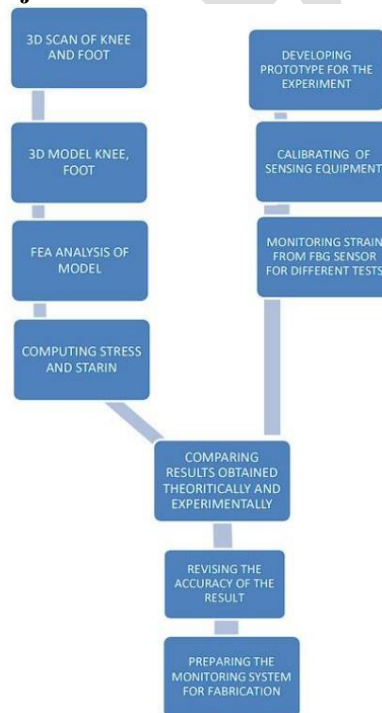 3D SCAN OF KNEE
AND FOOT
3D MODEL KNEE,
FOOT
FEA ANALYSIS OF
MODEL
COMPUTING STRESS
AND STARIN
DEVELOPING
PROTOTYPE FOR THE
EXPERIMENT
CALIBRATING OF
SENSING EQUIPMENT
MONITORING STRAIN
FROM FBG SENSOR
FOR DIFFERENT TESTS
COMPARING
RESULTS OBTAINED
THEORITICALLY AND
EXPERIMENTALLY
REVISING THE
ACCURACY OF THE
RESULT
PREPARING THE
MONITORING SYSTEM
FOR FABRICATION